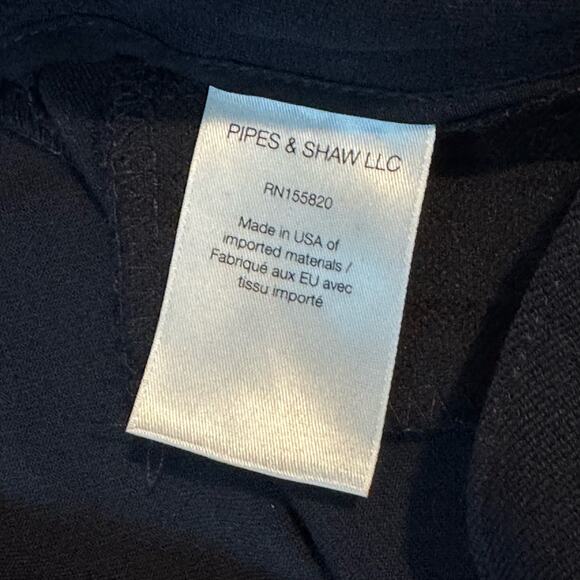 PIPES & SHAW LLC
RN155820
Made in USA of
imported materials /
Fabriqué aux EU avec
tissu importé